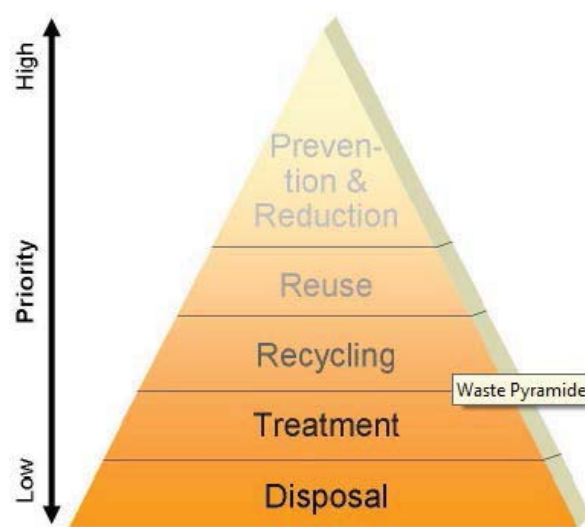 High
Priority
Low
Preven-
tion &
Reduction
Reuse
Recycling
Treatment
Disposal
Waste Pyramide